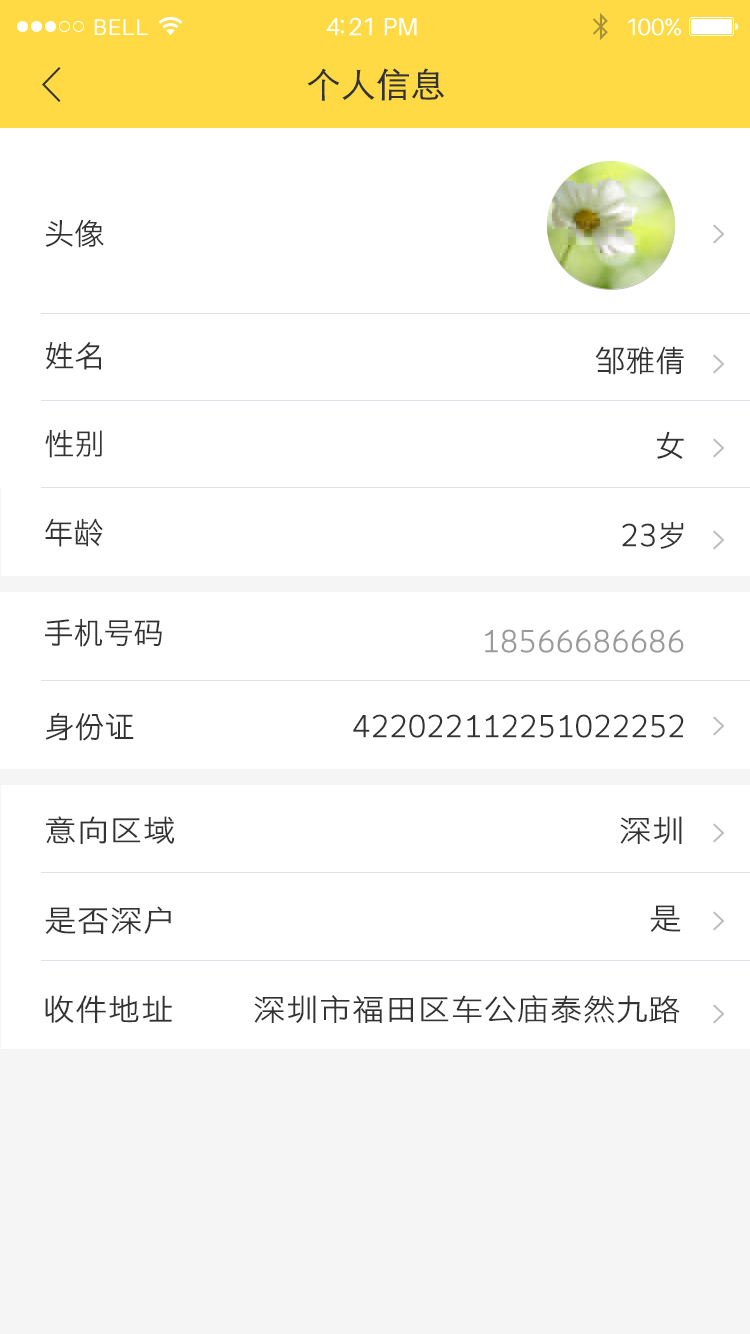 BELL 4:21 PM 100%
个人信息
头像
姓名 邹雅倩
性别 女
年龄 23岁
手机号码 18566686686
身份证 422022112251022252
意向区域 深圳
是否深户 是
收件地址 深圳市福田区车公庙泰然九路